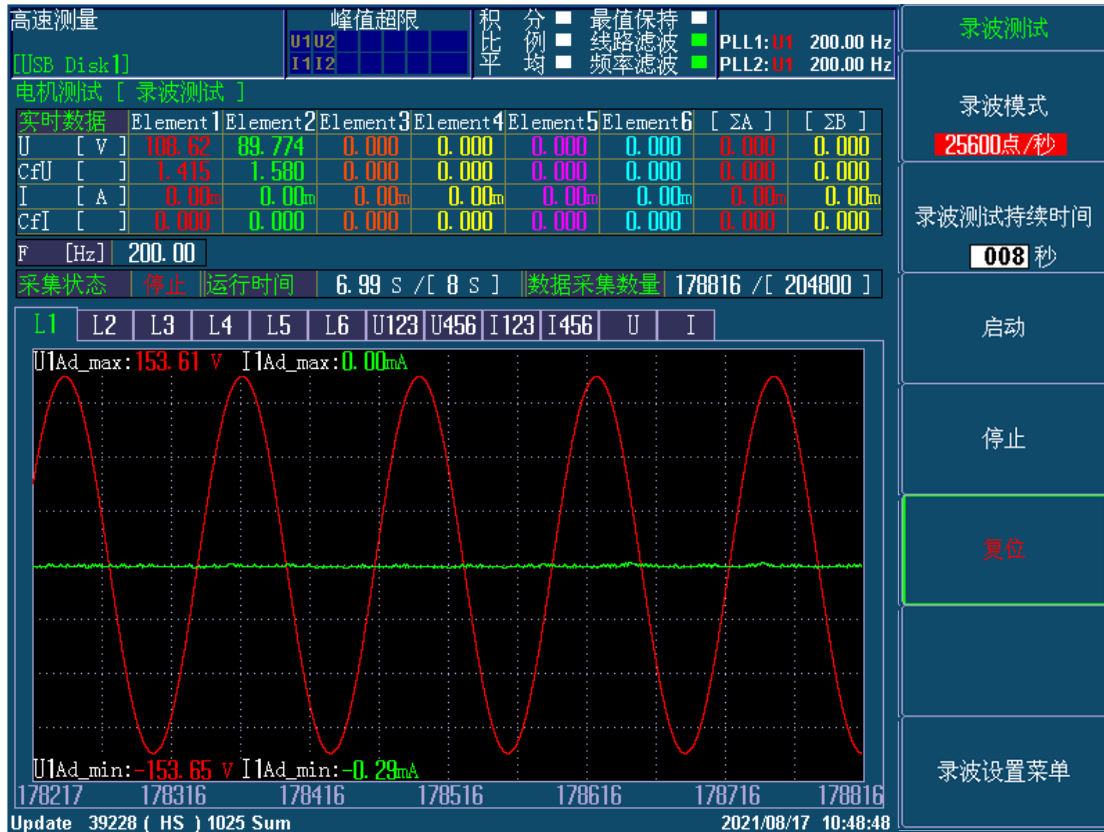 高速测量
[USB Disk1]
峰值超限
U1 U2
I1 I2
积 分 最值保持
比 例 线路滤波
平 均 频率滤波
PLL1: U1 200.00 Hz
PLL2: U1 200.00 Hz
电机测试 [ 录波测试 ]
实时数据 Element1 Element2 Element3 Element4 Element5 Element6 [ ΣA ] [ ΣB ]
U [ V ] 108.62 89.774 0.000 0.000 0.000 0.000 0.000 0.000
CfU [ ] 1.415 1.580 0.000 0.000 0.000 0.000 0.000 0.000
I [ A ] 0.00m 0.00m 0.00m 0.00m 0.00m 0.00m 0.00m 0.00m
CfI [ ] 0.000 0.000 0.000 0.000 0.000 0.000 0.000 0.000
F [Hz] 200.00
采集状态 停止 运行时间 6.99 S /[ 8 S ] 数据采集数量 178816 /[ 204800 ]
L1 L2 L3 L4 L5 L6 U123 U456 I123 I456 U I
U1Ad_max:153.61 V I1Ad_max:0.00mA
U1Ad_min:-153.65 V I1Ad_min:-0.29mA
178217 178316 178416 178516 178616 178716 178816
Update 39228 ( HS ) 1025 Sum 2021/08/17 10:48:48
录波测试
录波模式
25600点/秒
录波测试持续时间
008 秒
启动
停止
复位
录波设置菜单